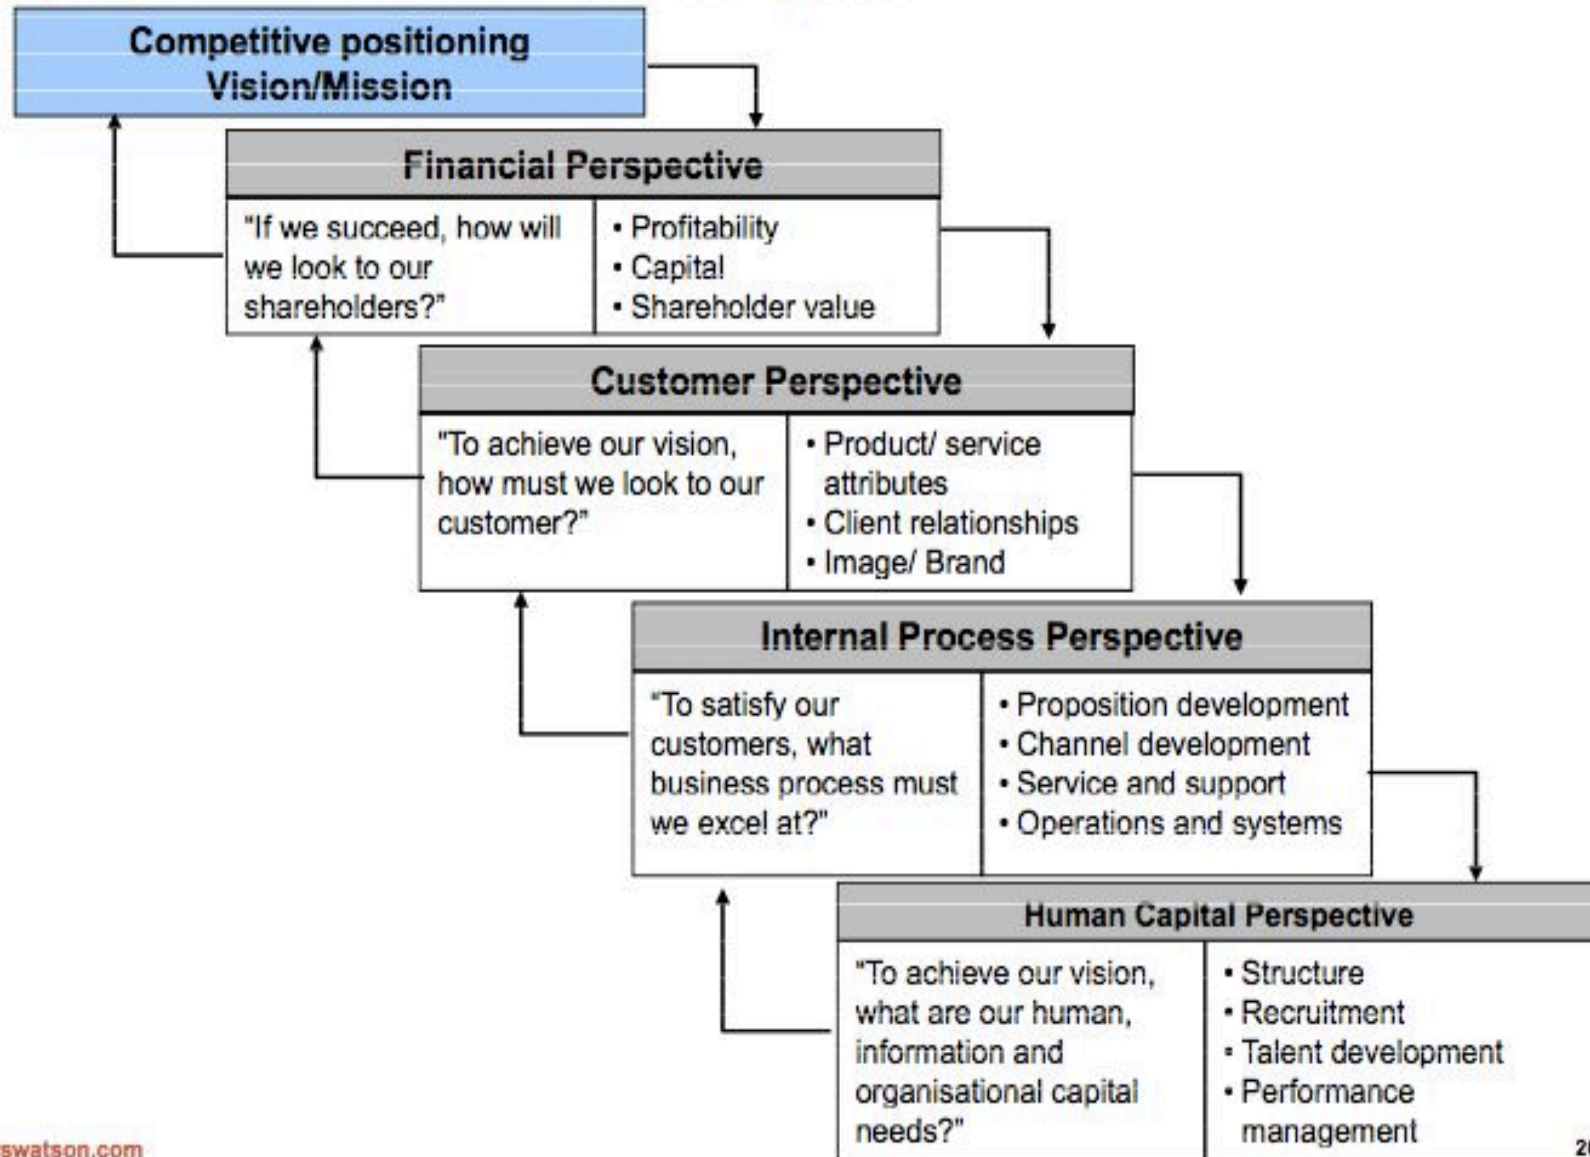 Competitive positioning
Vision/Mission
Financial Perspective
"If we succeed, how will
we look to our
shareholders?"
• Profitability
• Capital
• Shareholder value
Customer Perspective
"To achieve our vision,
how must we look to our
customer?"
• Product/ service
attributes
• Client relationships
• Image/ Brand
Internal Process Perspective
"To satisfy our
customers, what
business process must
we excel at?"
• Proposition development
• Channel development
• Service and support
• Operations and systems
Human Capital Perspective
"To achieve our vision,
what are our human,
information and
organisational capital
needs?"
• Structure
• Recruitment
• Talent development
• Performance
management
swatson.com